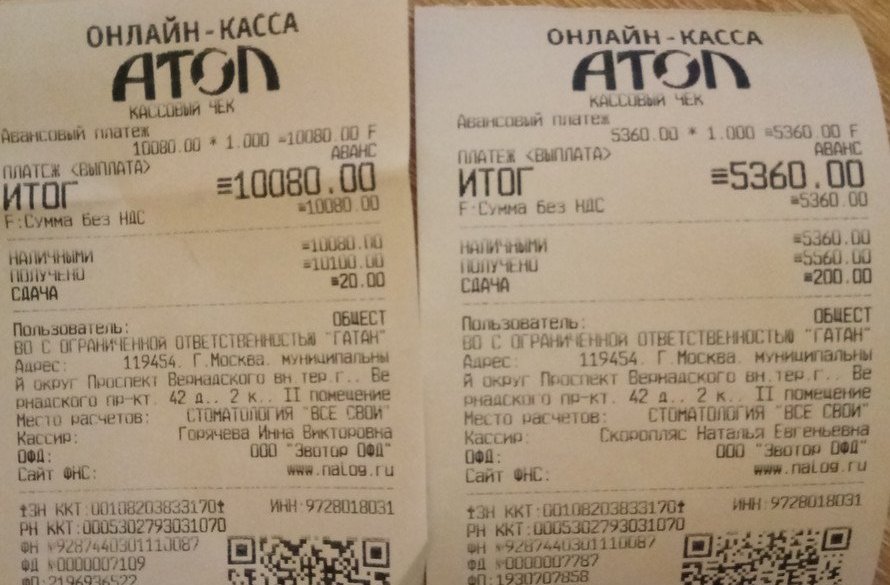 ОНЛАЙН-КАССА
АТОЛ
КАССОВЫЙ ЧЕК
Авансовый платеж
10080.00 * 1.000 =10080.00 F
АВАНС
ПЛАТЕЖ <ВЫПЛАТА>
ИТОГ =10080.00
F:Сумма без НДС =10080.00
НАЛИЧНЫМИ =10080.00
ПОЛУЧЕНО =10100.00
СДАЧА =20.00
Пользователь: ОБЩЕСТ
ВО С ОГРАНИЧЕННОЙ ОТВЕТСТВЕННОСТЬЮ "ГАТАН"
Адрес: 119454, Г.Москва, муниципальны
й округ Проспект Вернадского вн.тер.г., Ве
рнадского пр-кт, 42 д., 2 к., II помещение
Место расчетов: СТОМАТОЛОГИЯ "ВСЕ СВОИ"
Кассир: Горячева Инна Викторовна
ОФД: ООО "Эвотор ОФД"
Сайт ФНС: www.nalog.ru
ЗН ККТ:00108203833170 ИНН:9728018031
РН ККТ:0005302793031070
ФН №9287440301110087
ФД №0000007109
ФП:2196936522
ОНЛАЙН-КАССА
АТОЛ
КАССОВЫЙ ЧЕК
Авансовый платеж
5360.00 * 1.000 =5360.00 F
АВАНС
ПЛАТЕЖ <ВЫПЛАТА>
ИТОГ =5360.00
F:Сумма без НДС =5360.00
НАЛИЧНЫМИ =5360.00
ПОЛУЧЕНО =5560.00
СДАЧА =200.00
Пользователь: ОБЩЕСТ
ВО С ОГРАНИЧЕННОЙ ОТВЕТСТВЕННОСТЬЮ "ГАТАН"
Адрес: 119454, Г.Москва, муниципальны
й округ Проспект Вернадского вн.тер.г., Ве
рнадского пр-кт, 42 д., 2 к., II помещение
Место расчетов: СТОМАТОЛОГИЯ "ВСЕ СВОИ"
Кассир: Скоропляс Наталья Евгеньевна
ОФД: ООО "Эвотор ОФД"
Сайт ФНС: www.nalog.ru
ЗН ККТ:00108203833170 ИНН:9728018031
РН ККТ:0005302793031070
ФН №9287440301110087
ФД №0000007787
ФП:1930707858